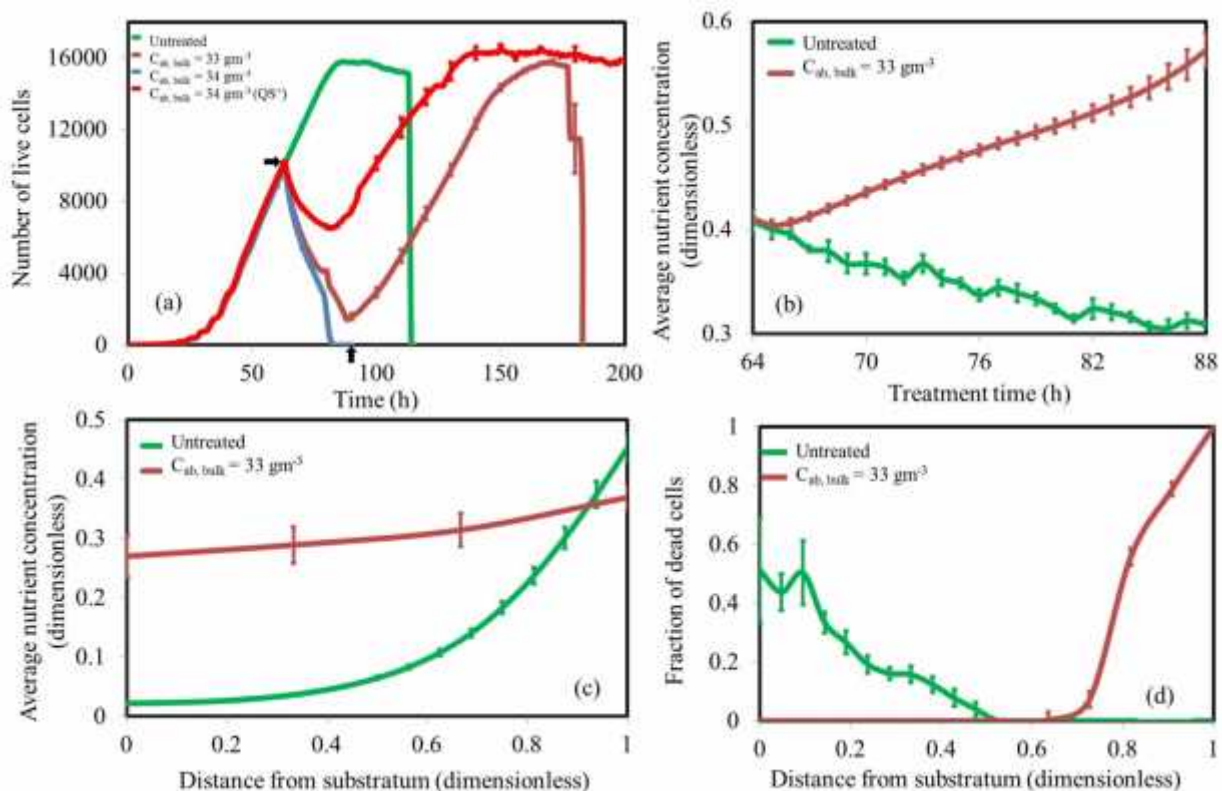 Untreated
C_ab, bulk = 33 gm⁻³
C_ab, bulk = 34 gm⁻³
C_ab, bulk = 34 gm⁻³ (QS⁺)
Number of live cells
16000
12000
8000
4000
0
(a)
0 50 100 150 200
Time (h)
Untreated
C_ab, bulk = 33 gm⁻³
Average nutrient concentration
(dimensionless)
0.6
0.5
0.4
0.3
(b)
64 70 76 82 88
Treatment time (h)
Untreated
C_ab, bulk = 33 gm⁻³
Average nutrient concentration
(dimensionless)
0.5
0.4
0.3
0.2
0.1
0
(c)
0 0.2 0.4 0.6 0.8 1
Distance from substratum (dimensionless)
Untreated
C_ab, bulk = 33 gm⁻³
Fraction of dead cells
1
0.8
0.6
0.4
0.2
0
(d)
0 0.2 0.4 0.6 0.8 1
Distance from substratum (dimensionless)